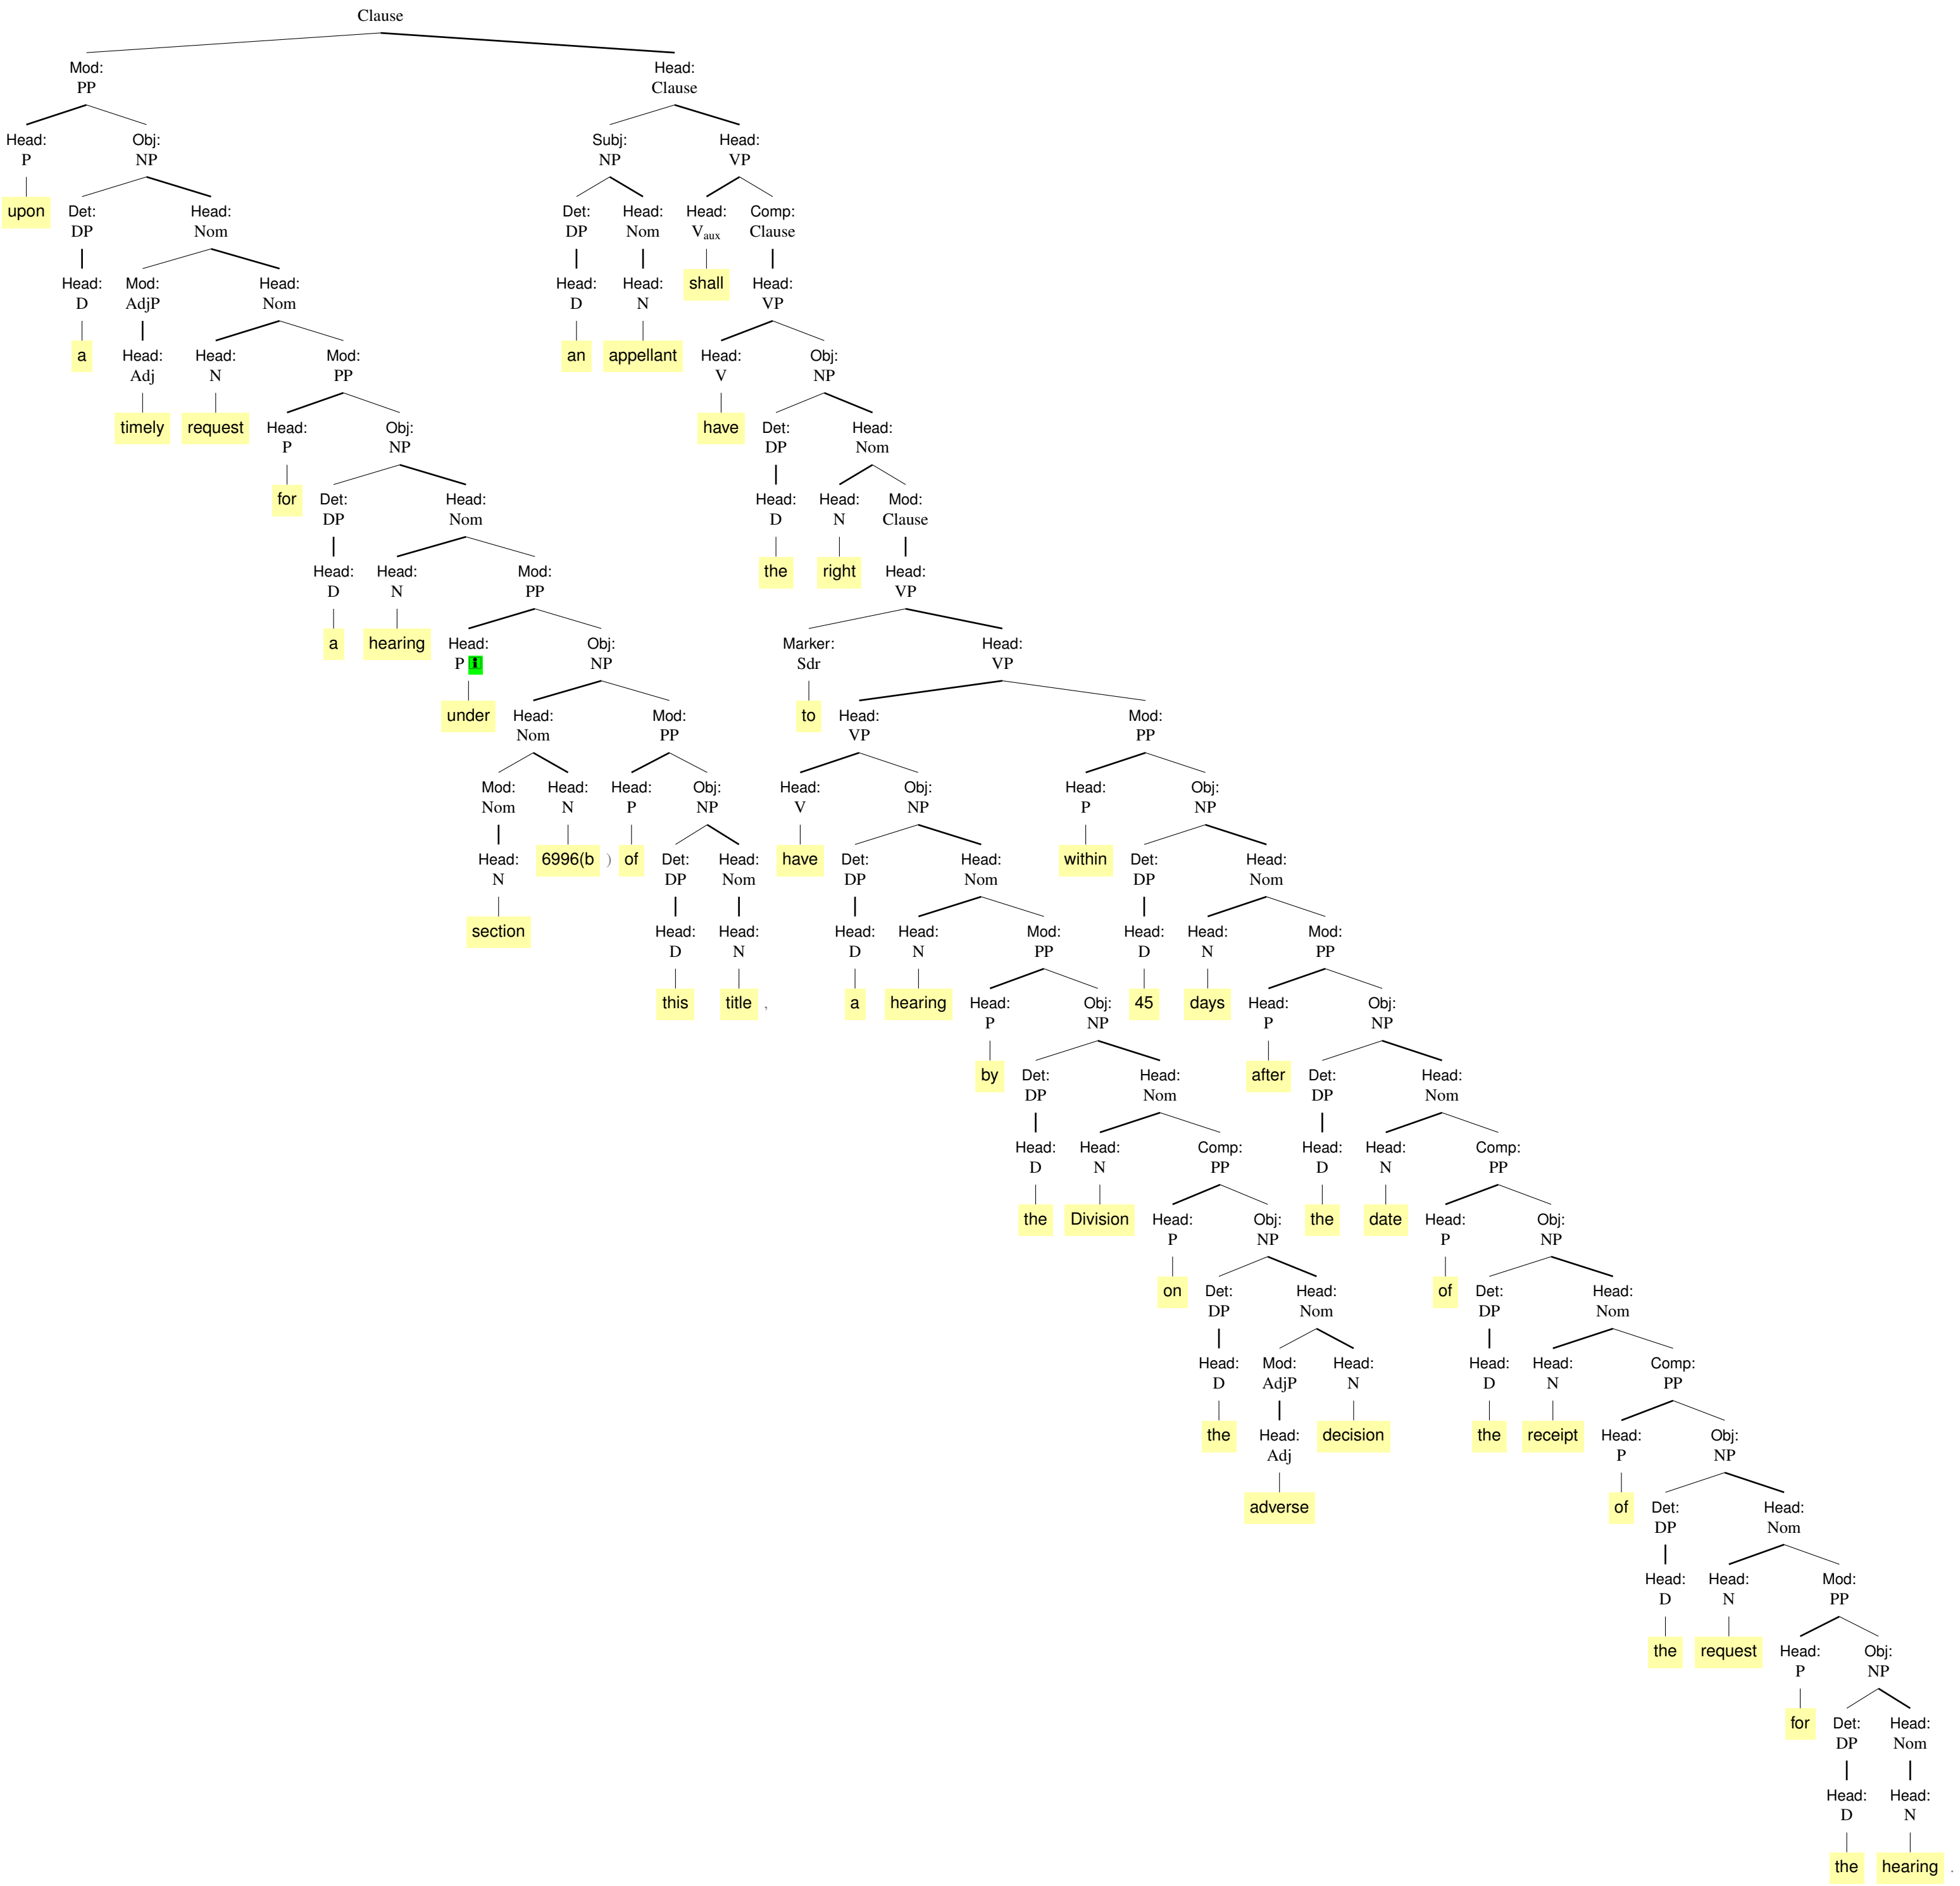 Clause
Mod: Head:
PP Clause
Head: Obj: Subj: Head:
P NP NP VP
upon Det: Head: Det: Head: Head: Comp:
DP Nom DP Nom Vaux Clause
Head: Mod: Head: Head: Head: shall Head:
D AdjP Nom D N VP
a Head: Head: Mod: an appellant Head: Obj:
Adj N PP V NP
timely request Head: Obj: have Det: Head:
P NP DP Nom
for Det: Head: Head: Head: Mod:
DP Nom D N Clause
Head: Head: Mod: the right Head:
D N PP VP
a hearing Head: Obj: Marker: Head:
P i NP Sdr VP
under Head: Mod: to Head: Mod:
Nom PP VP PP
Mod: Head: Head: Obj: Head: Obj: Head: Obj:
Nom N P NP V NP P NP
Head: 6996(b ) of Det: Head: have Det: Head: within Det: Head:
N DP Nom DP Nom DP Nom
section Head: Head: Head: Head: Mod: Head: Head: Mod:
D N D N PP D N PP
this title , a hearing Head: Obj: 45 days Head: Obj:
P NP P NP
by Det: Head: after Det: Head:
DP Nom DP Nom
Head: Head: Comp: Head: Head: Comp:
D N PP D N PP
the Division Head: Obj: the date Head: Obj:
P NP P NP
on Det: Head: of Det: Head:
DP Nom DP Nom
Head: Mod: Head: Head: Head: Comp:
D AdjP N D N PP
the Head: decision the receipt Head: Obj:
Adj P NP
adverse of Det: Head:
DP Nom
Head: Head: Mod:
D N PP
the request Head: Obj:
P NP
for Det: Head:
DP Nom
Head: Head:
D N
the hearing .